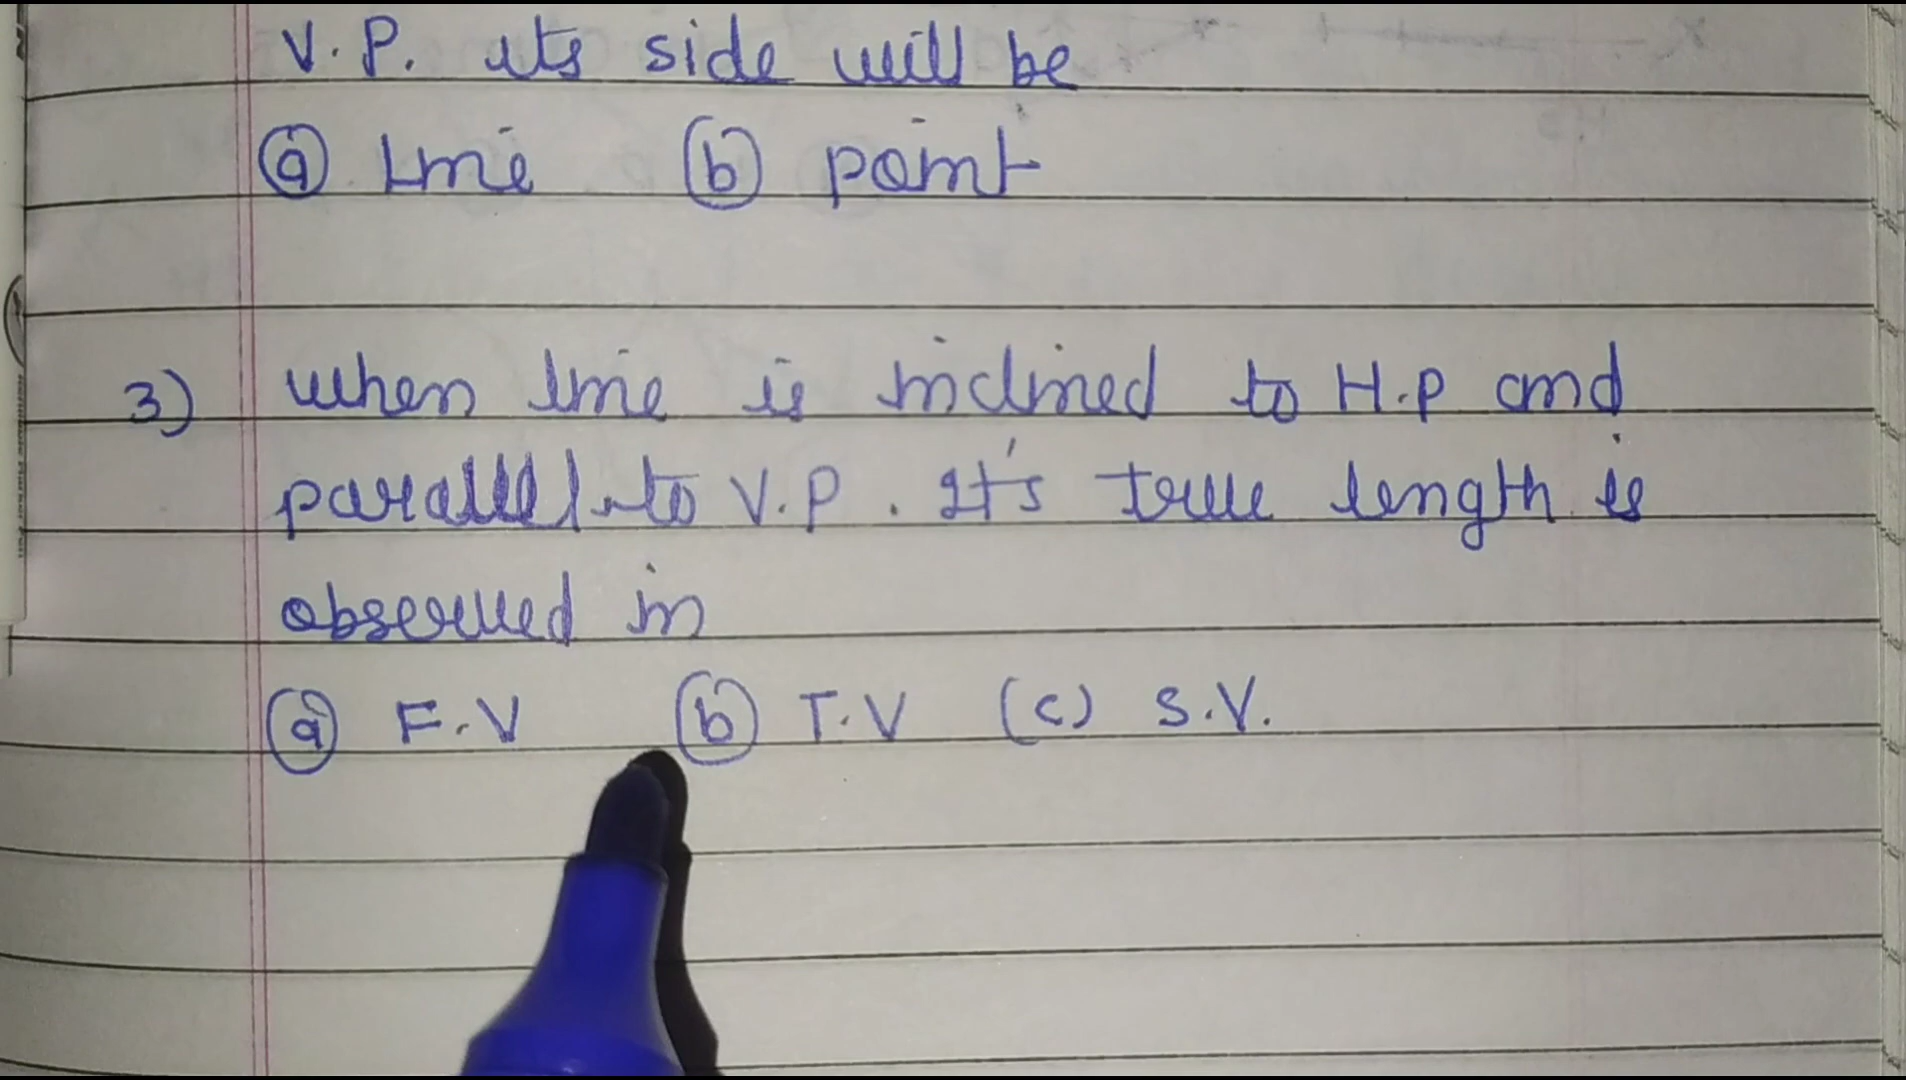 V.P. its side will be
(a) Line (b) point
3) when line is inclined to H.P and
parallel to V.P. It's true length is
observed in
(a) F.V (b) T.V (c) S.V.